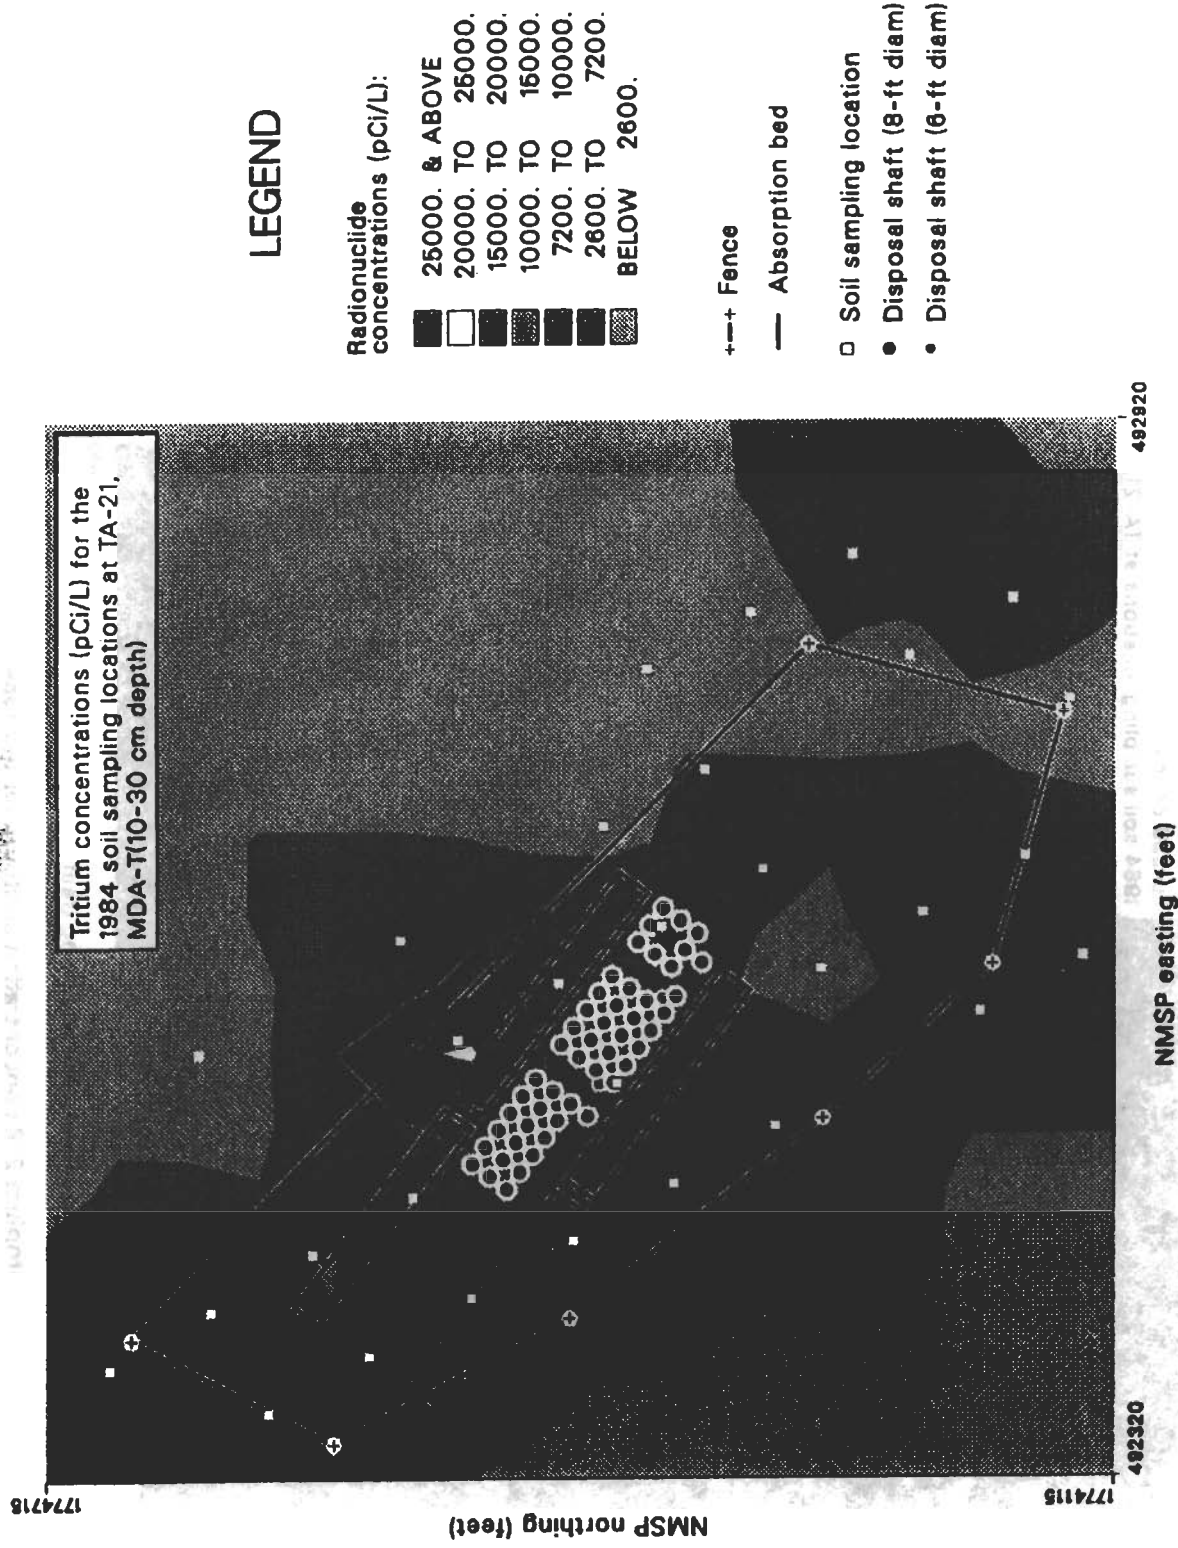 Tritium concentrations (pCi/L) for the
1984 soil sampling locations at TA-21,
MDA-T(10-30 cm depth)
LEGEND
Radionuclide
concentrations (pCi/L):
25000. & ABOVE
20000. TO 25000.
15000. TO 20000.
10000. TO 15000.
7200. TO 10000.
2600. TO 7200.
BELOW 2600.
+—+ Fence
— Absorption bed
Soil sampling location
Disposal shaft (8-ft diam)
Disposal shaft (6-ft diam)
1774715
NMSP northing (feet)
1774115
492320
NMSP easting (feet)
492920